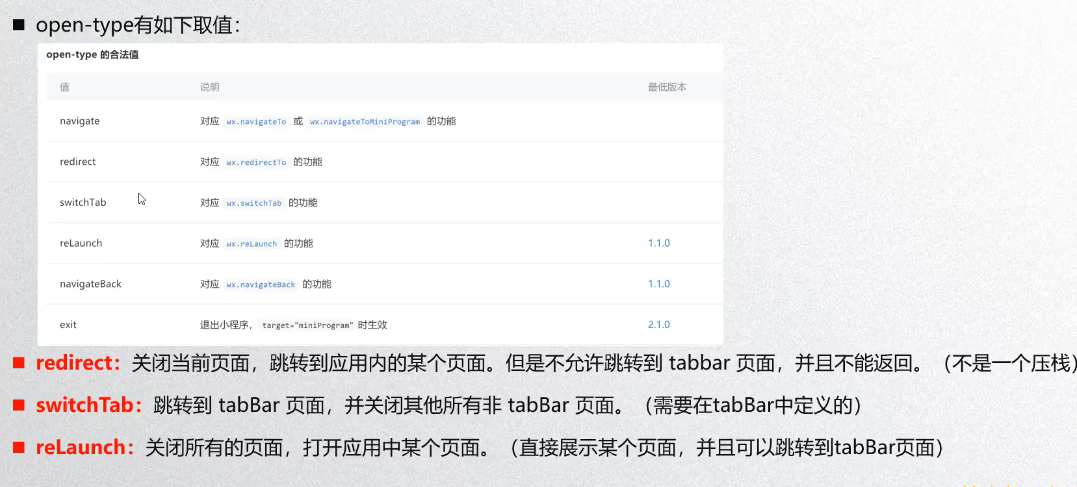 open-type有如下取值：
open-type 的合法值
值 说明 最低版本
navigate 对应 wx.navigateTo 或 wx.navigateToMiniProgram 的功能
redirect 对应 wx.redirectTo 的功能
switchTab 对应 wx.switchTab 的功能
reLaunch 对应 wx.reLaunch 的功能 1.1.0
navigateBack 对应 wx.navigateBack 的功能 1.1.0
exit 退出小程序，target="miniProgram" 时生效 2.1.0
redirect：关闭当前页面，跳转到应用内的某个页面。但是不允许跳转到 tabbar 页面，并且不能返回。（不是一个压栈）
switchTab：跳转到 tabBar 页面，并关闭其他所有非 tabBar 页面。（需要在tabBar中定义的）
reLaunch：关闭所有的页面，打开应用中某个页面。（直接展示某个页面，并且可以跳转到tabBar页面）